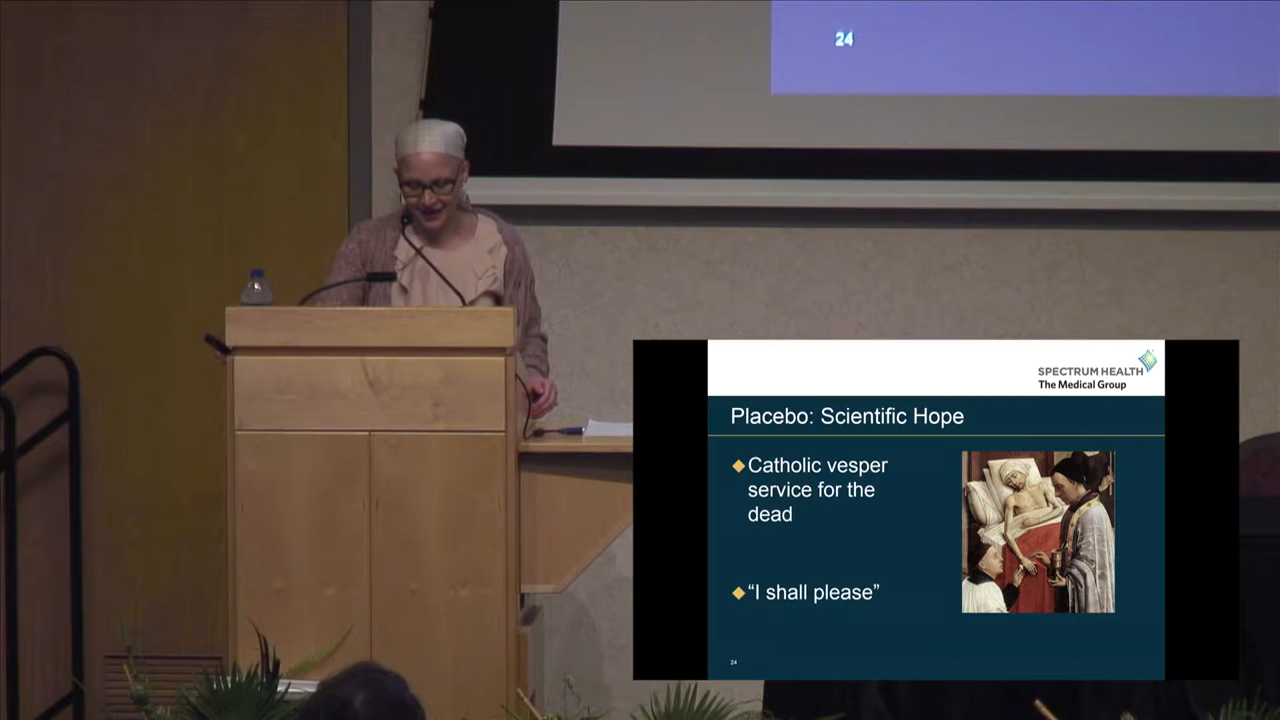 24
SPECTRUM HEALTH
The Medical Group
Placebo: Scientific Hope
Catholic vesper
service for the
dead
“I shall please”
24